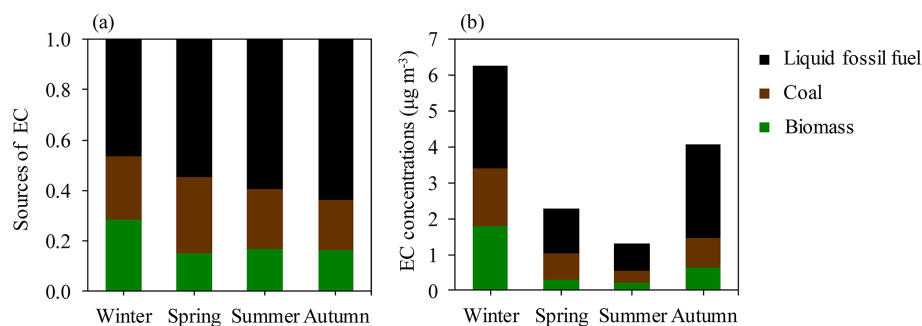 (a)
Sources of EC
1.0
0.8
0.6
0.4
0.2
0.0
Winter Spring Summer Autumn
(b)
EC concentrations (μg m-3)
7
6
5
4
3
2
1
0
Winter Spring Summer Autumn
Liquid fossil fuel
Coal
Biomass